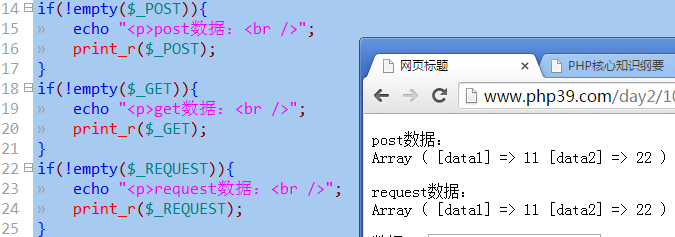 14 if(!empty($_POST)){
15 » echo "<p>post数据：<br />";
16 » print_r($_POST);
17 }
18 if(!empty($_GET)){
19 » echo "<p>get数据：<br />";
20 » print_r($_GET);
21 }
22 if(!empty($_REQUEST)){
23 » echo "<p>request数据：<br />";
24 » print_r($_REQUEST);
25 }
网页标题
PHP核心知识纲要
www.php39.com/day2/10
post数据：
Array ( [data1] => 11 [data2] => 22 )
request数据：
Array ( [data1] => 11 [data2] => 22 )